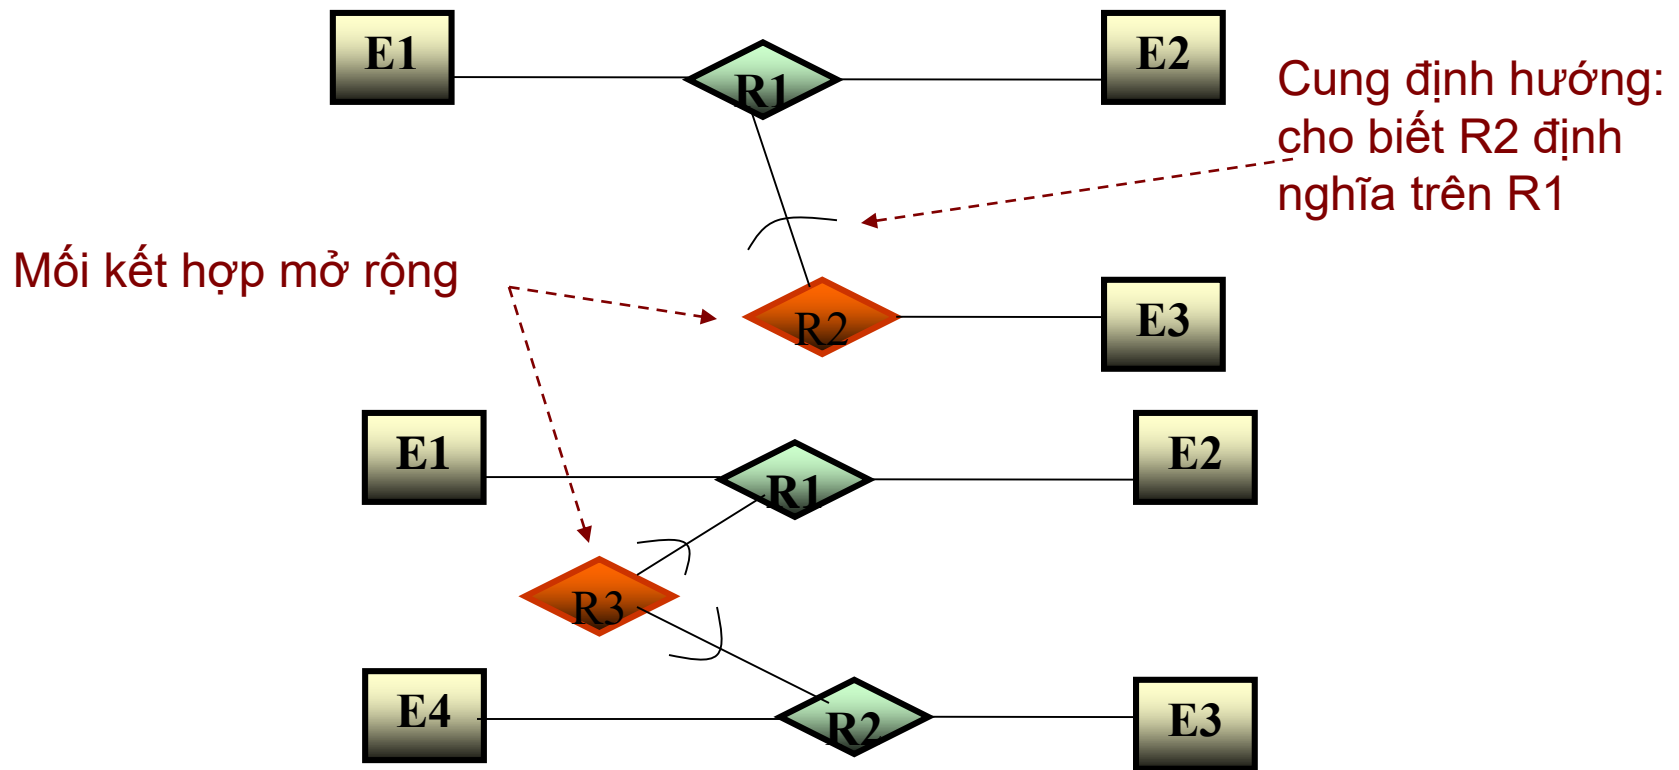 E1
R1
E2
Cung định hướng:
cho biết R2 định
nghĩa trên R1
Mối kết hợp mở rộng
R2
E3
E1
R1
E2
R3
E4
R2
E3